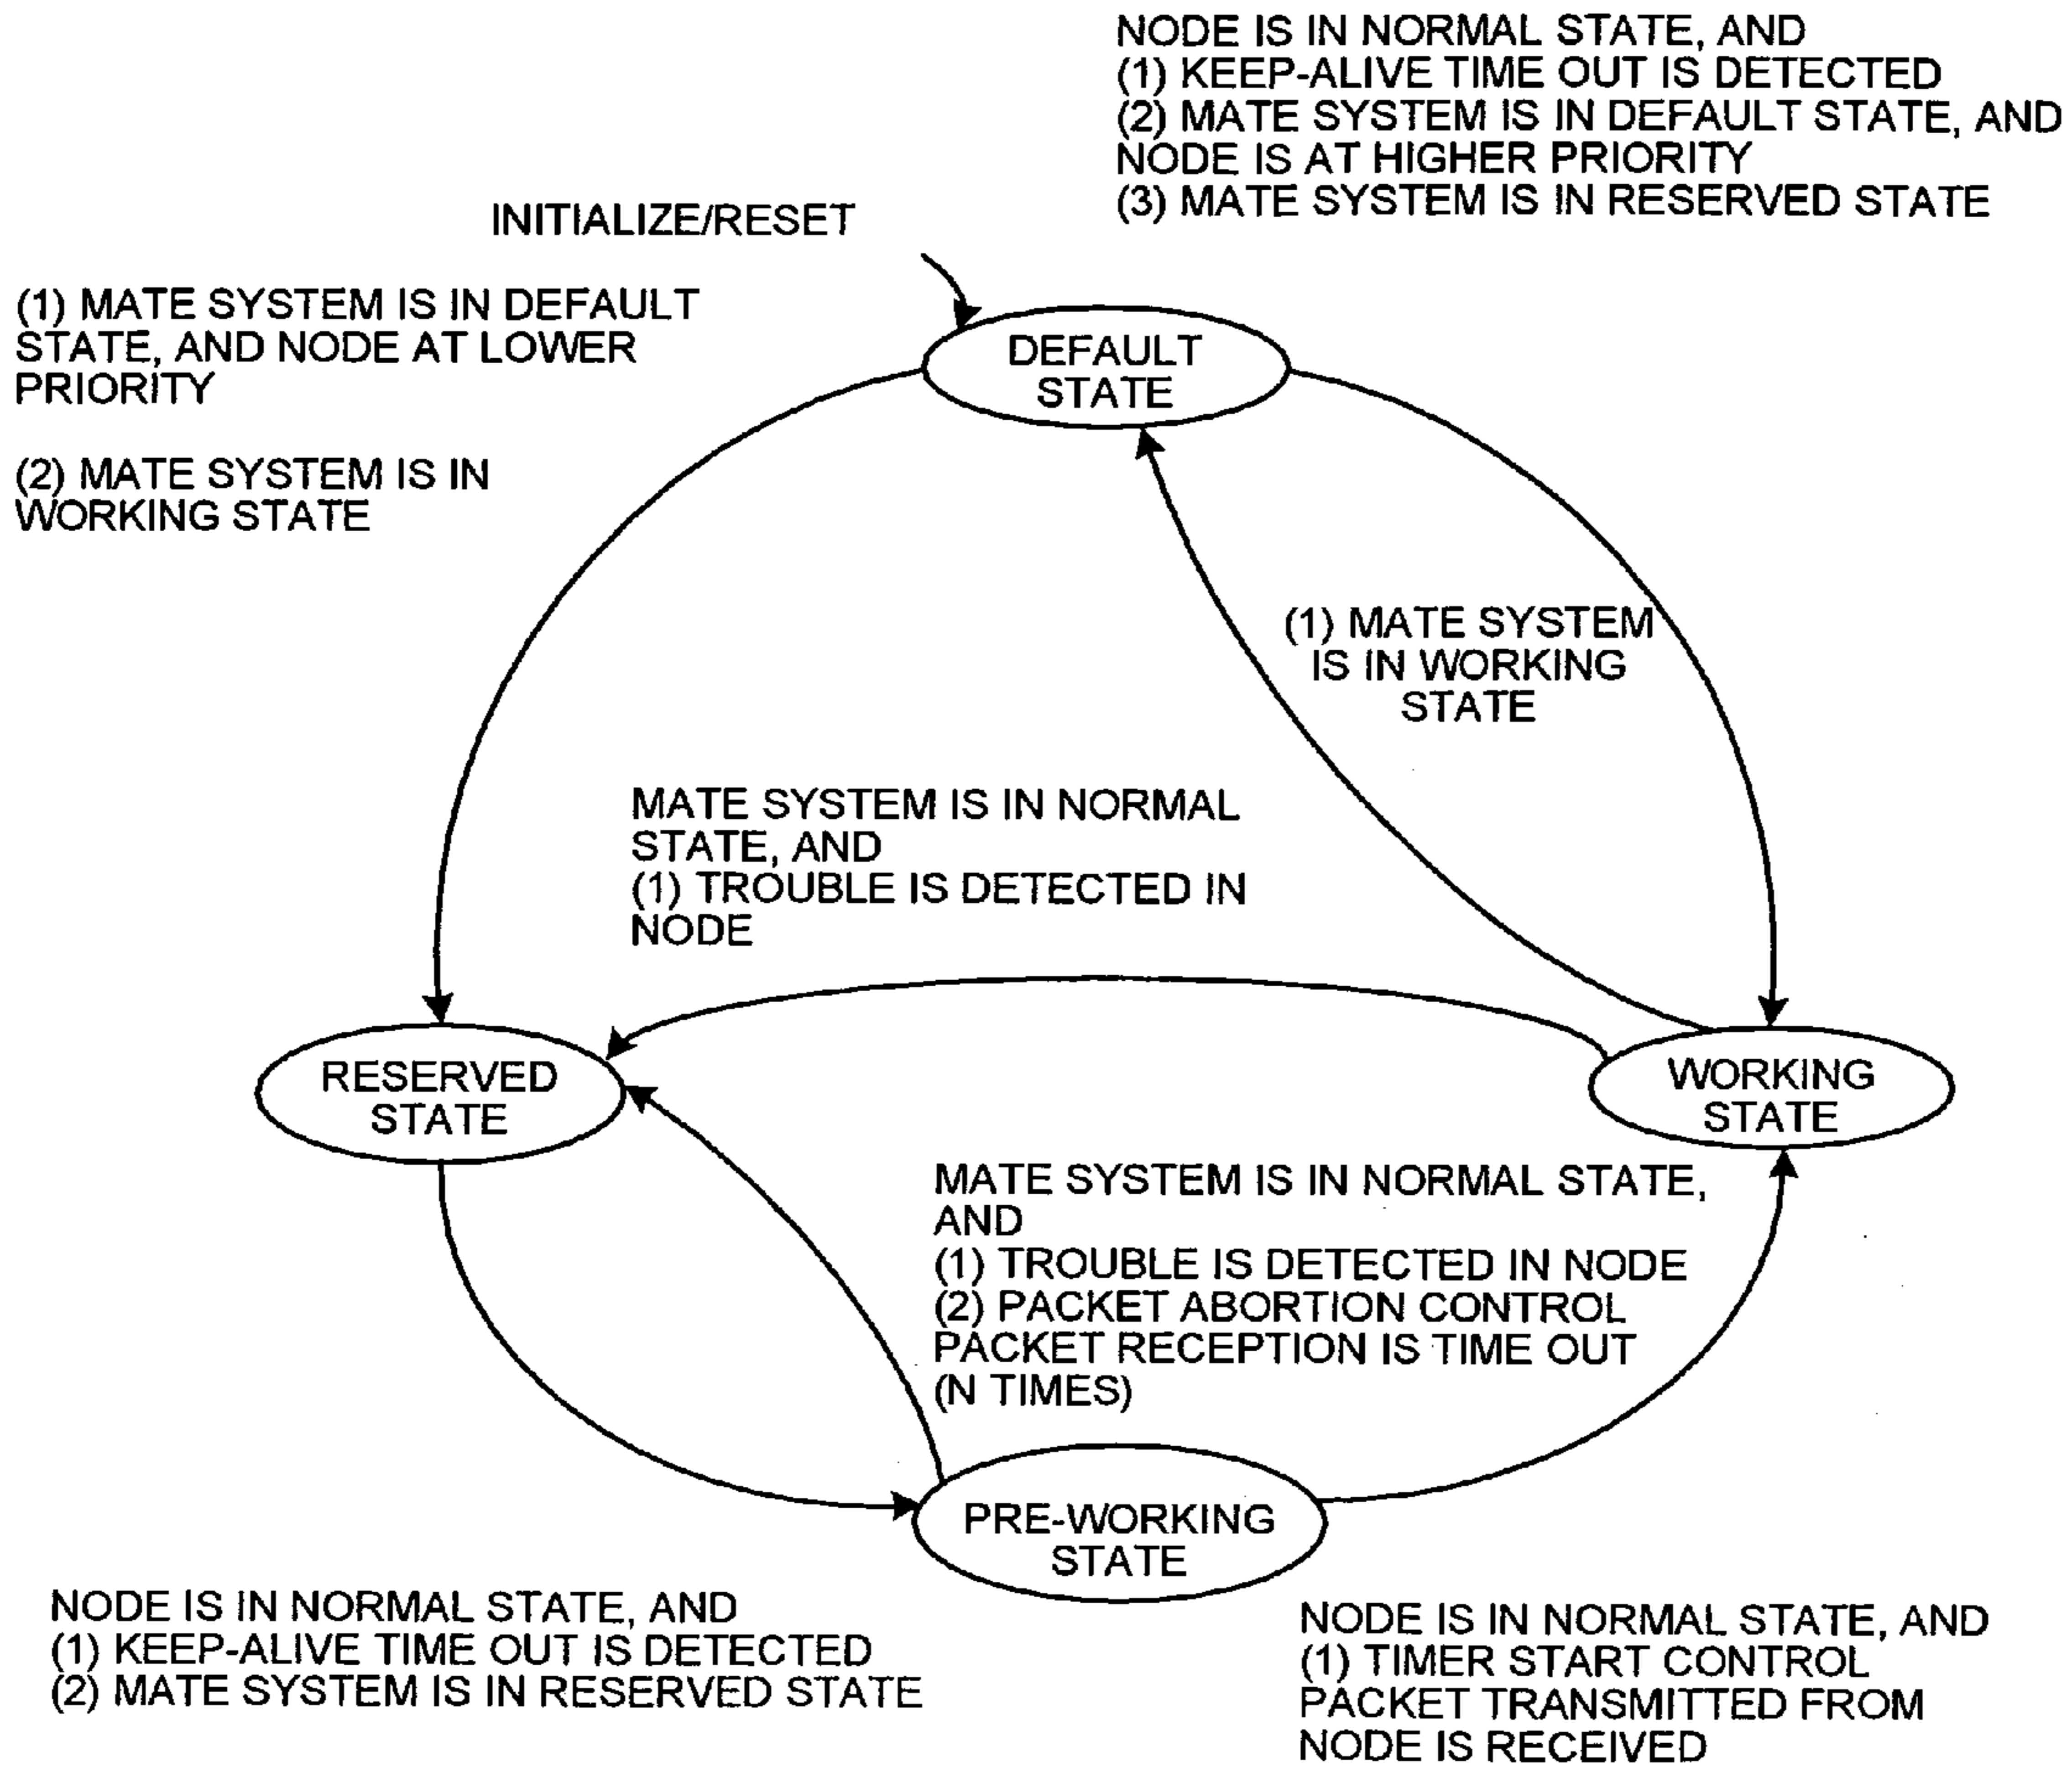 NODE IS IN NORMAL STATE, AND
(1) KEEP-ALIVE TIME OUT IS DETECTED
(2) MATE SYSTEM IS IN DEFAULT STATE, AND
NODE IS AT HIGHER PRIORITY
(3) MATE SYSTEM IS IN RESERVED STATE
INITIALIZE/RESET
(1) MATE SYSTEM IS IN DEFAULT
STATE, AND NODE AT LOWER
PRIORITY
(2) MATE SYSTEM IS IN
WORKING STATE
DEFAULT
STATE
(1) MATE SYSTEM
IS IN WORKING
STATE
MATE SYSTEM IS IN NORMAL
STATE, AND
(1) TROUBLE IS DETECTED IN
NODE
RESERVED
STATE
WORKING
STATE
MATE SYSTEM IS IN NORMAL STATE,
AND
(1) TROUBLE IS DETECTED IN NODE
(2) PACKET ABORTION CONTROL
PACKET RECEPTION IS TIME OUT
(N TIMES)
PRE-WORKING
STATE
NODE IS IN NORMAL STATE, AND
(1) KEEP-ALIVE TIME OUT IS DETECTED
(2) MATE SYSTEM IS IN RESERVED STATE
NODE IS IN NORMAL STATE, AND
(1) TIMER START CONTROL
PACKET TRANSMITTED FROM
NODE IS RECEIVED